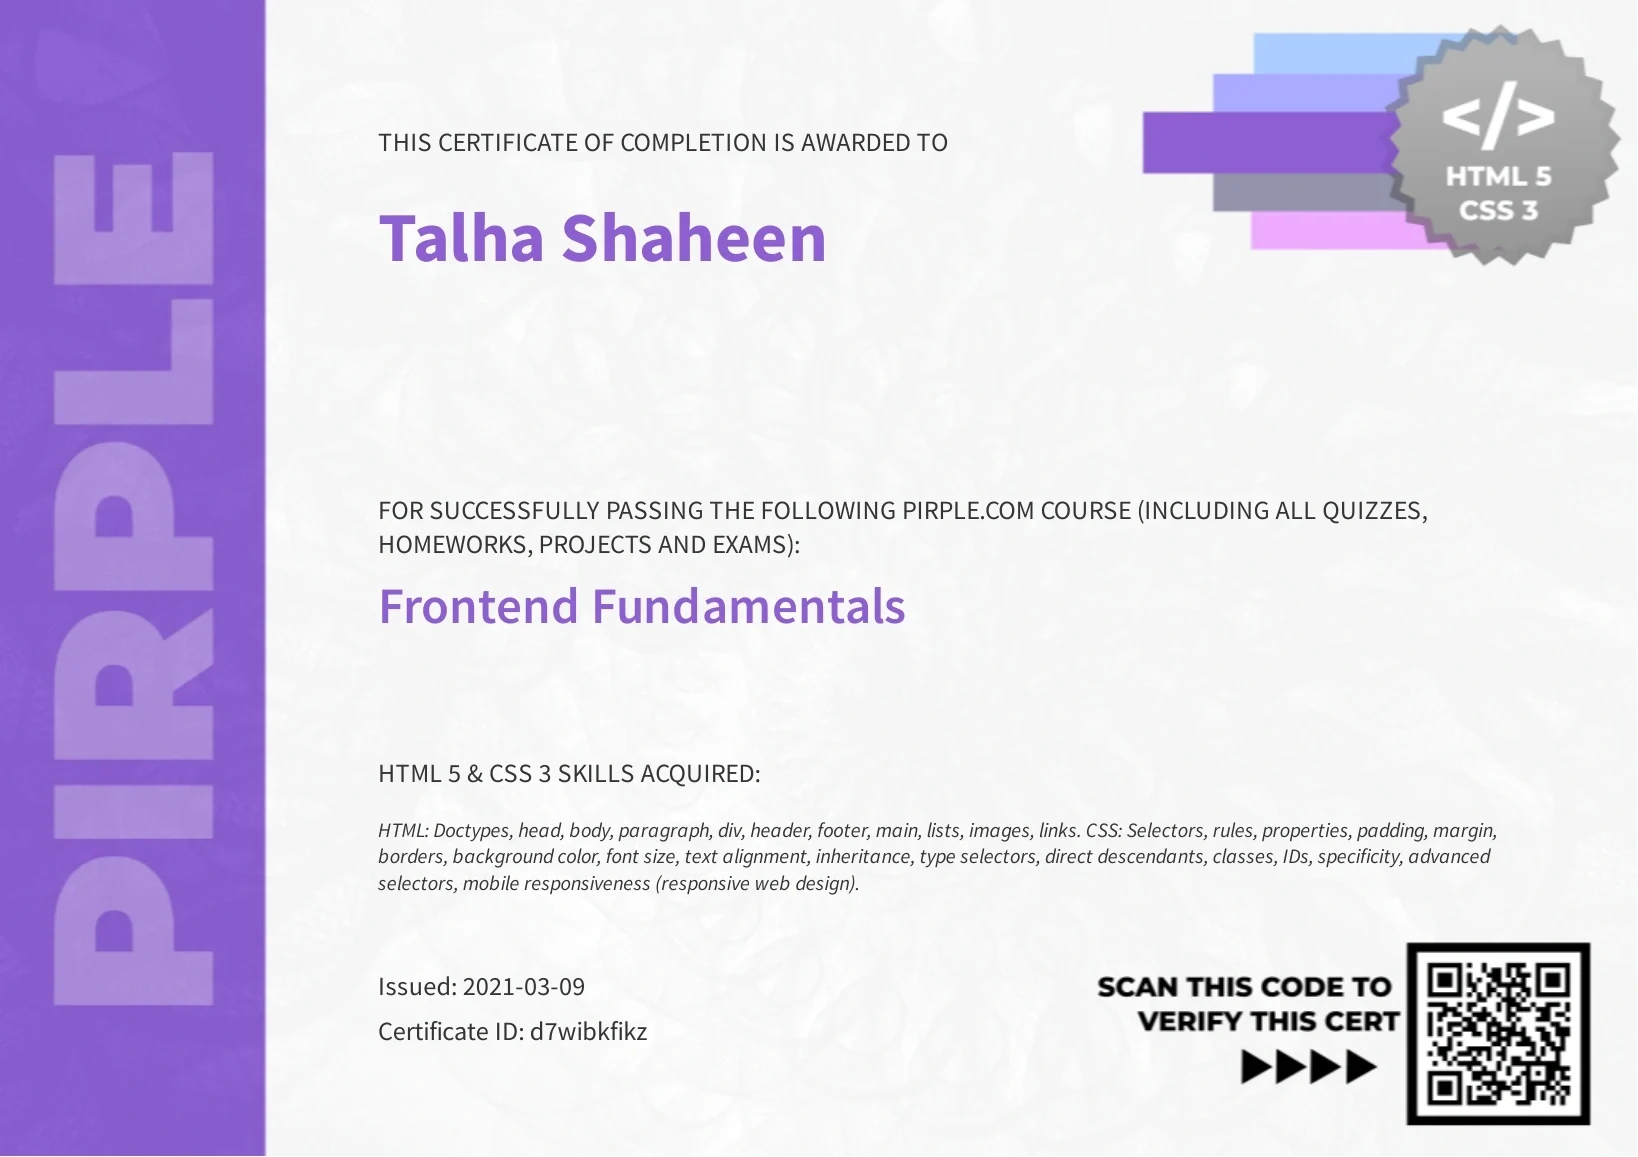 PIRPLE
</>
HTML 5
CSS 3
THIS CERTIFICATE OF COMPLETION IS AWARDED TO
Talha Shaheen
FOR SUCCESSFULLY PASSING THE FOLLOWING PIRPLE.COM COURSE (INCLUDING ALL QUIZZES,
HOMEWORKS, PROJECTS AND EXAMS):
Frontend Fundamentals
HTML 5 & CSS 3 SKILLS ACQUIRED:
HTML: Doctypes, head, body, paragraph, div, header, footer, main, lists, images, links. CSS: Selectors, rules, properties, padding, margin,
borders, background color, font size, text alignment, inheritance, type selectors, direct descendants, classes, IDs, specificity, advanced
selectors, mobile responsiveness (responsive web design).
Issued: 2021-03-09
Certificate ID: d7wibkfikz
SCAN THIS CODE TO
VERIFY THIS CERT